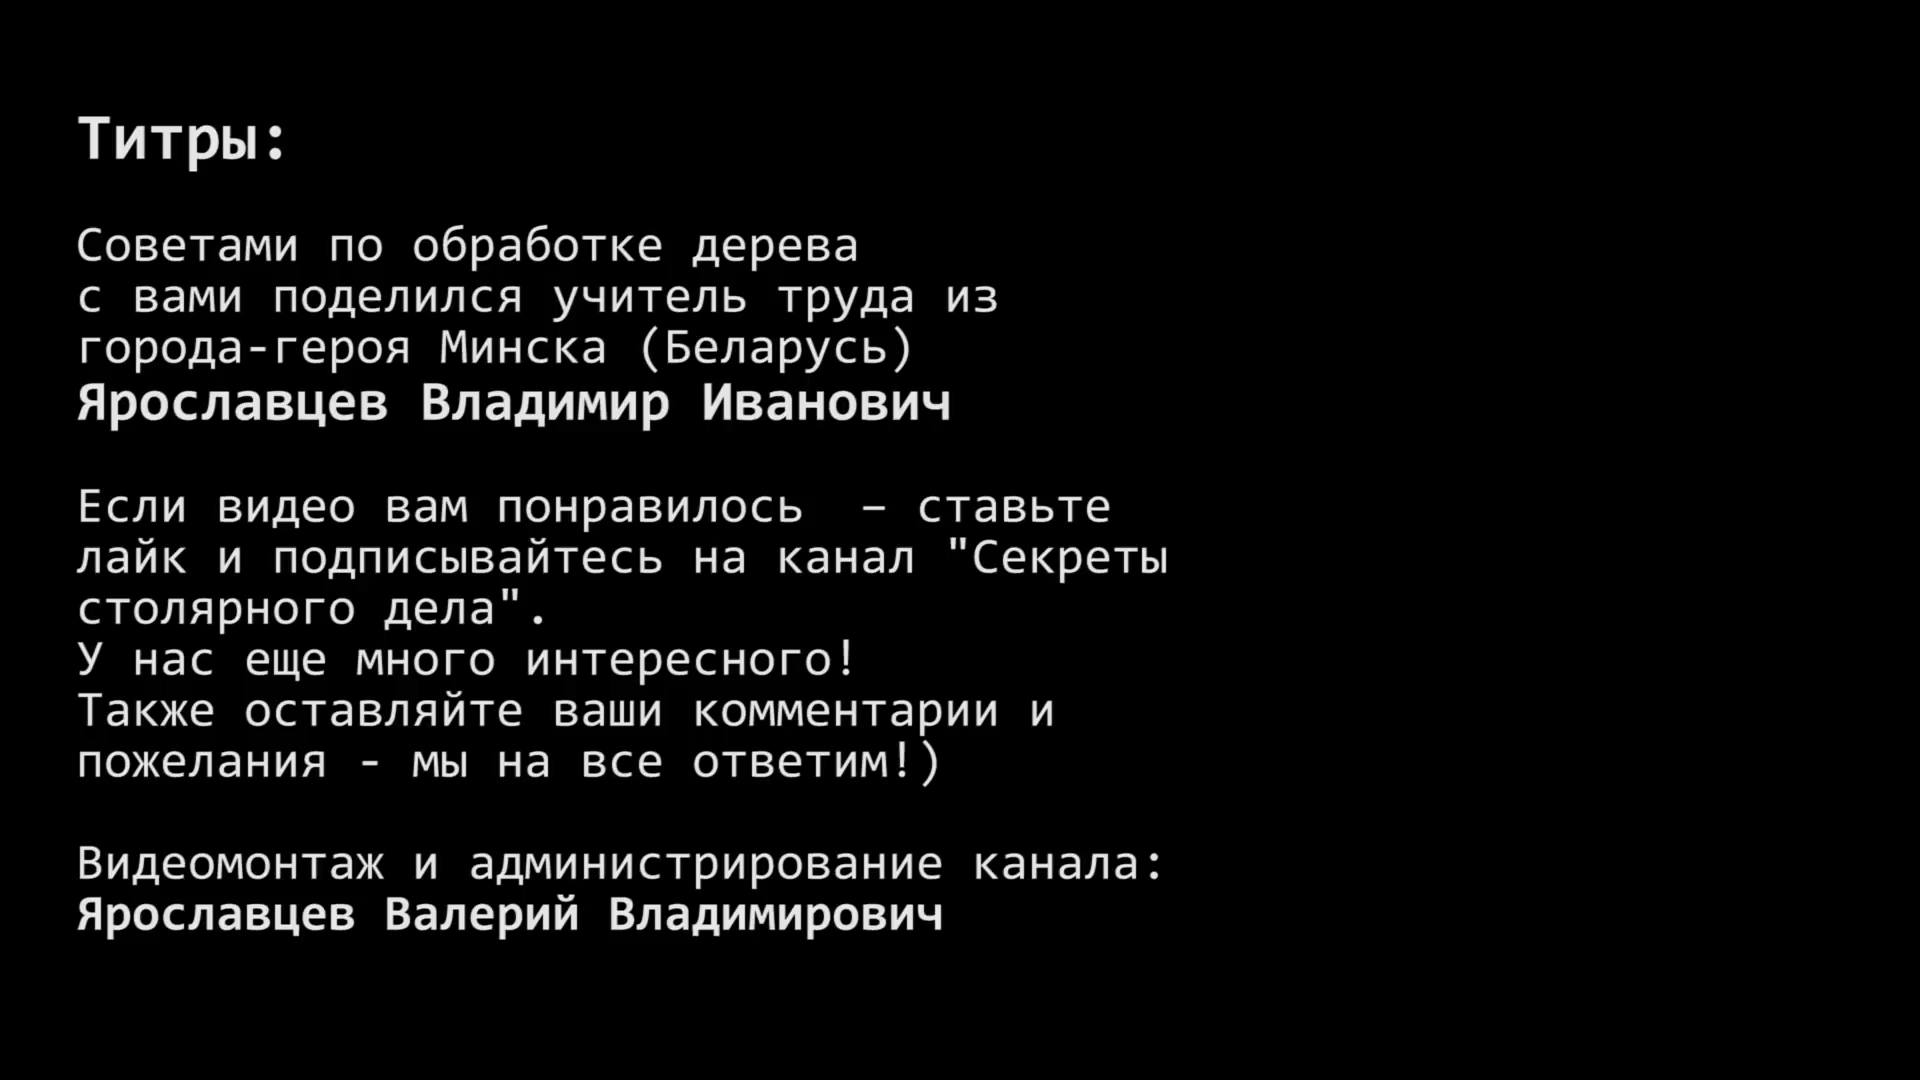 Титры:
Советами по обработке дерева
с вами поделился учитель труда из
города-героя Минска (Беларусь)
Ярославцев Владимир Иванович
Если видео вам понравилось  – ставьте
лайк и подписывайтесь на канал "Секреты
столярного дела".
У нас еще много интересного!
Также оставляйте ваши комментарии и
пожелания - мы на все ответим!)
Видеомонтаж и администрирование канала:
Ярославцев Валерий Владимирович